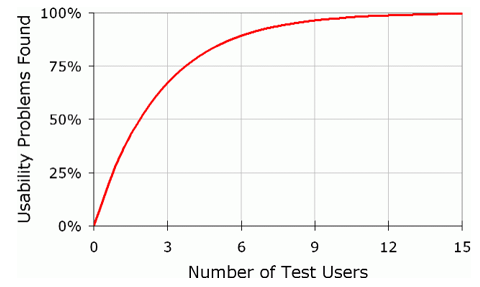 Usability Problems Found
100%
75%
50%
25%
0%
0 3 6 9 12 15
Number of Test Users